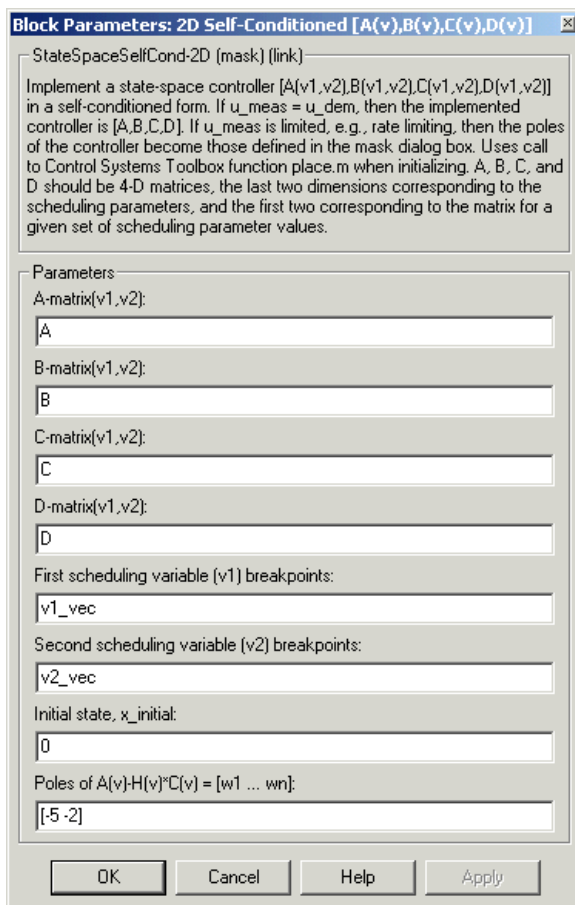 Block Parameters: 2D Self-Conditioned [A(v),B(v),C(v),D(v)]
StateSpaceSelfCond-2D (mask) (link)
Implement a state-space controller [A(v1,v2),B(v1,v2),C(v1,v2),D(v1,v2)]
in a self-conditioned form. If u_meas = u_dem, then the implemented
controller is [A,B,C,D]. If u_meas is limited, e.g., rate limiting, then the poles
of the controller become those defined in the mask dialog box. Uses call
to Control Systems Toolbox function place.m when initializing. A, B, C, and
D should be 4-D matrices, the last two dimensions corresponding to the
scheduling parameters, and the first two corresponding to the matrix for a
given set of scheduling parameter values.
Parameters
A-matrix(v1,v2):
A
B-matrix(v1,v2):
B
C-matrix(v1,v2):
C
D-matrix(v1,v2):
D
First scheduling variable (v1) breakpoints:
v1_vec
Second scheduling variable (v2) breakpoints:
v2_vec
Initial state, x_initial:
0
Poles of A(v)-H(v)*C(v) = [w1 ... wn]:
[-5 -2]
OK Cancel Help Apply